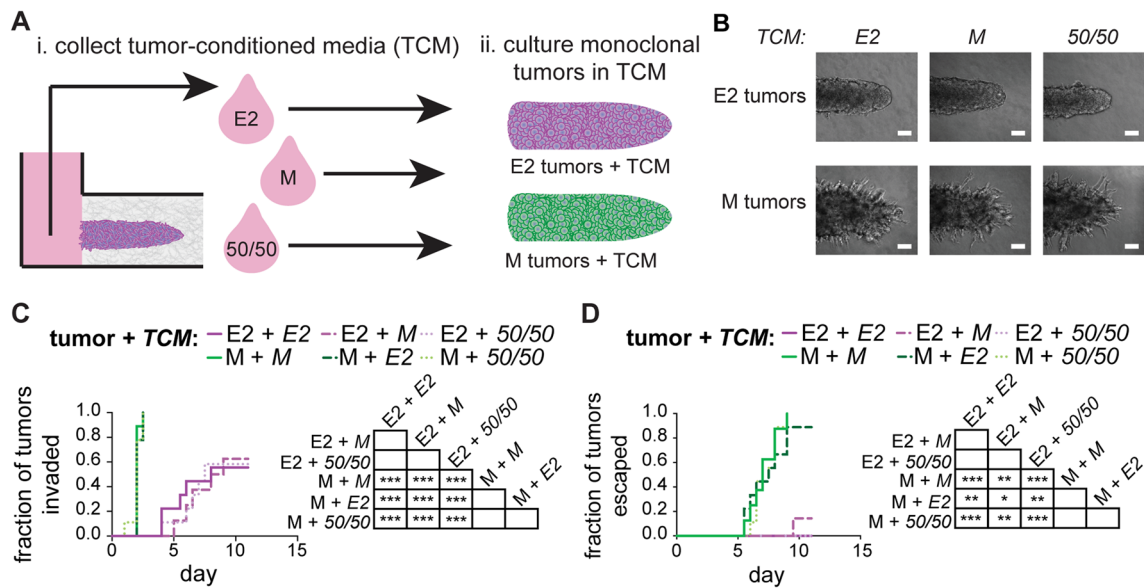 A
i. collect tumor-conditioned media (TCM)
E2
M
50/50
ii. culture monoclonal
tumors in TCM
E2 tumors + TCM
M tumors + TCM
B
TCM: E2 M 50/50
E2 tumors
M tumors
C
tumor + TCM: E2 + E2 E2 + M E2 + 50/50
M + M M + E2 M + 50/50
fraction of tumors
invaded
1.0
0.8
0.6
0.4
0.2
0.0
0 5 10 15
day
E2 + E2
E2 + M
E2 + 50/50
M + M
M + E2
E2 + M
E2 + 50/50
M + M *** *** ***
M + E2 *** *** ***
M + 50/50 *** *** ***
D
tumor + TCM: E2 + E2 E2 + M E2 + 50/50
M + M M + E2 M + 50/50
fraction of tumors
escaped
1.0
0.8
0.6
0.4
0.2
0.0
0 5 10 15
day
E2 + E2
E2 + M
E2 + 50/50
M + M
M + E2
E2 + M
E2 + 50/50
M + M *** ** ***
M + E2 ** * **
M + 50/50 *** ** ***